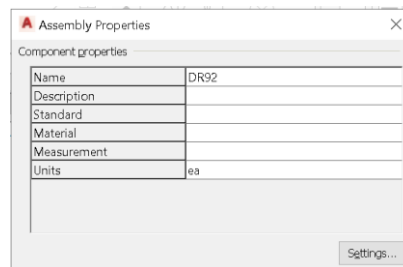 Assembly Properties
Component properties
Name DR92
Description
Standard
Material
Measurement
Units ea
Settings...